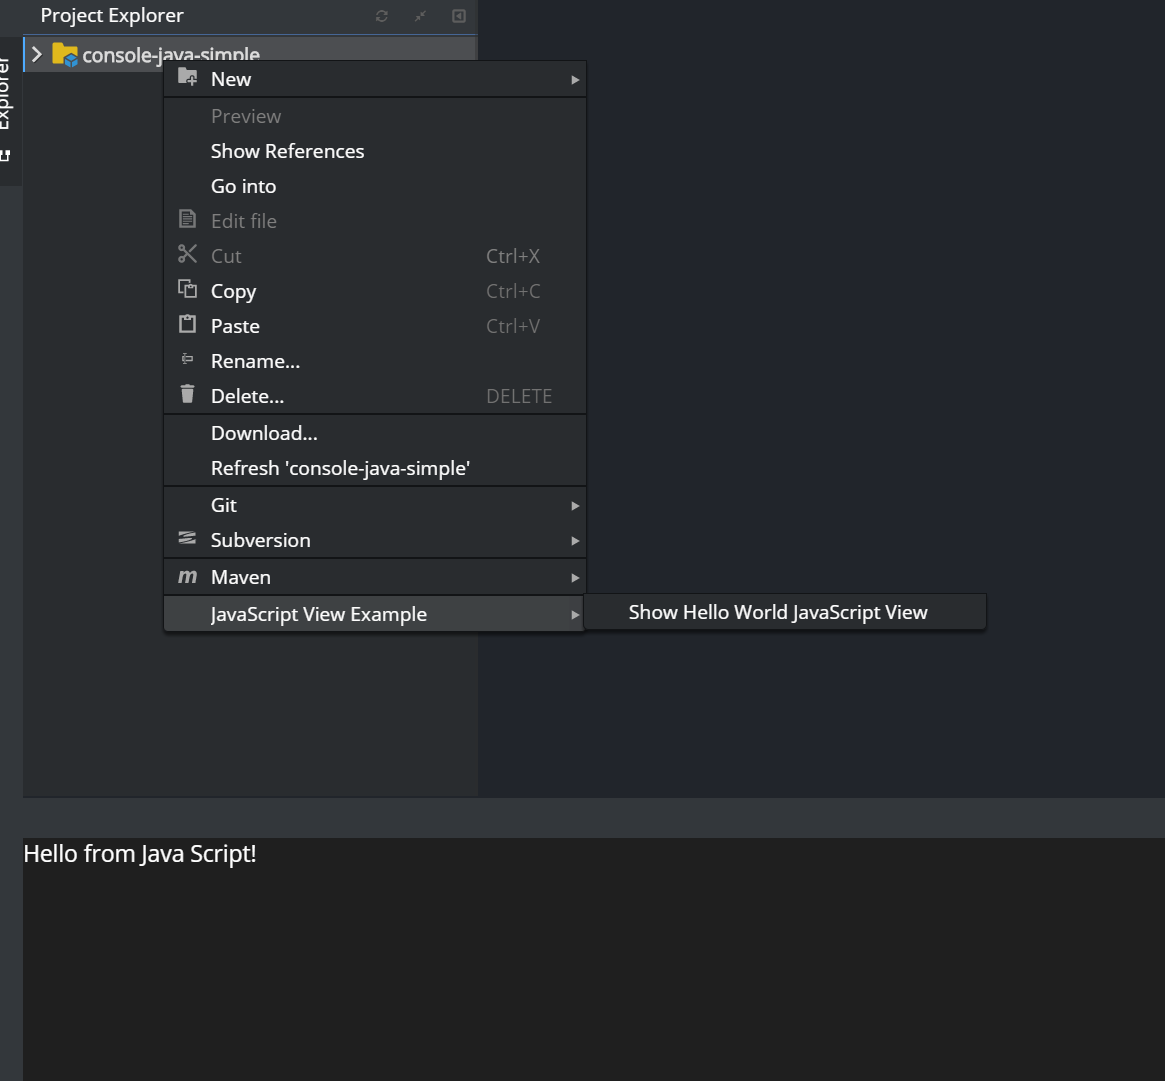 Project Explorer
Explorer
console-java-simple
New
Preview
Show References
Go into
Edit file
Cut Ctrl+X
Copy Ctrl+C
Paste Ctrl+V
Rename...
Delete... DELETE
Download...
Refresh 'console-java-simple'
Git
Subversion
Maven
JavaScript View Example
Show Hello World JavaScript View
Hello from Java Script!